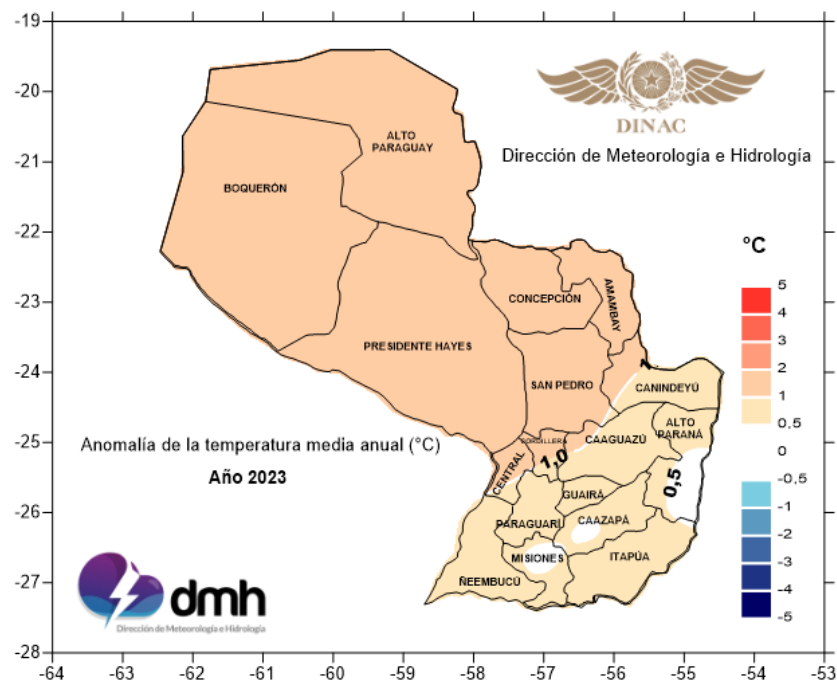 -19
-20
-21
-22
-23
-24
-25
-26
-27
-28
-64
-63
-62
-61
-60
-59
-58
-57
-56
-55
-54
-53
DINAC
Dirección de Meteorología e Hidrología
ALTO
PARAGUAY
BOQUERÓN
CONCEPCIÓN
AMAMBAY
PRESIDENTE HAYES
SAN PEDRO
1
CANINDEYÚ
CORDILLERA
CAAGUAZÚ
ALTO
PARANÁ
1,0
CENTRAL
0,5
GUAIRÁ
PARAGUARÍ
CAAZAPÁ
MISIONES
ITAPÚA
ÑEEMBUCÚ
Anomalía de la temperatura media anual (°C)
Año 2023
°C
5
4
3
2
1
0.5
0
-0.5
-1
-2
-3
-4
-5
dmh
Dirección de Meteorología e Hidrología